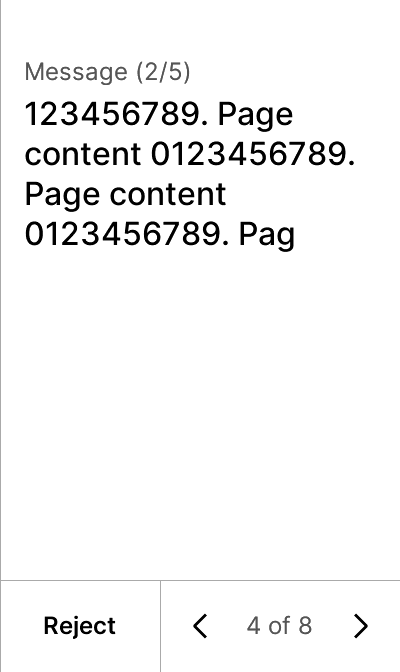 Message (2/5)
123456789. Page
content 0123456789.
Page content
0123456789. Pag
Reject
4 of 8